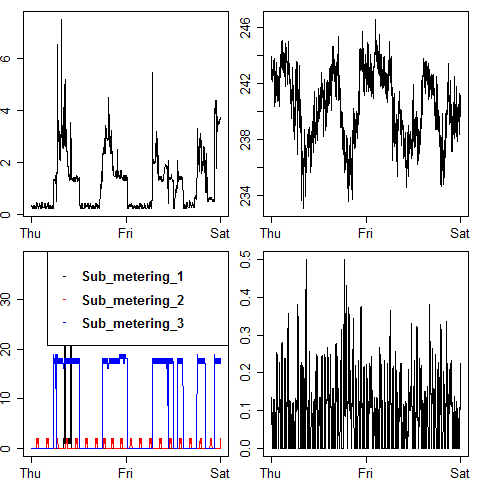 6
4
2
0
Thu Fri Sat
246
242
238
234
Thu Fri Sat
30
20
10
0
Sub_metering_1
Sub_metering_2
Sub_metering_3
Thu Fri Sat
0.5
0.4
0.3
0.2
0.1
0.0
Thu Fri Sat